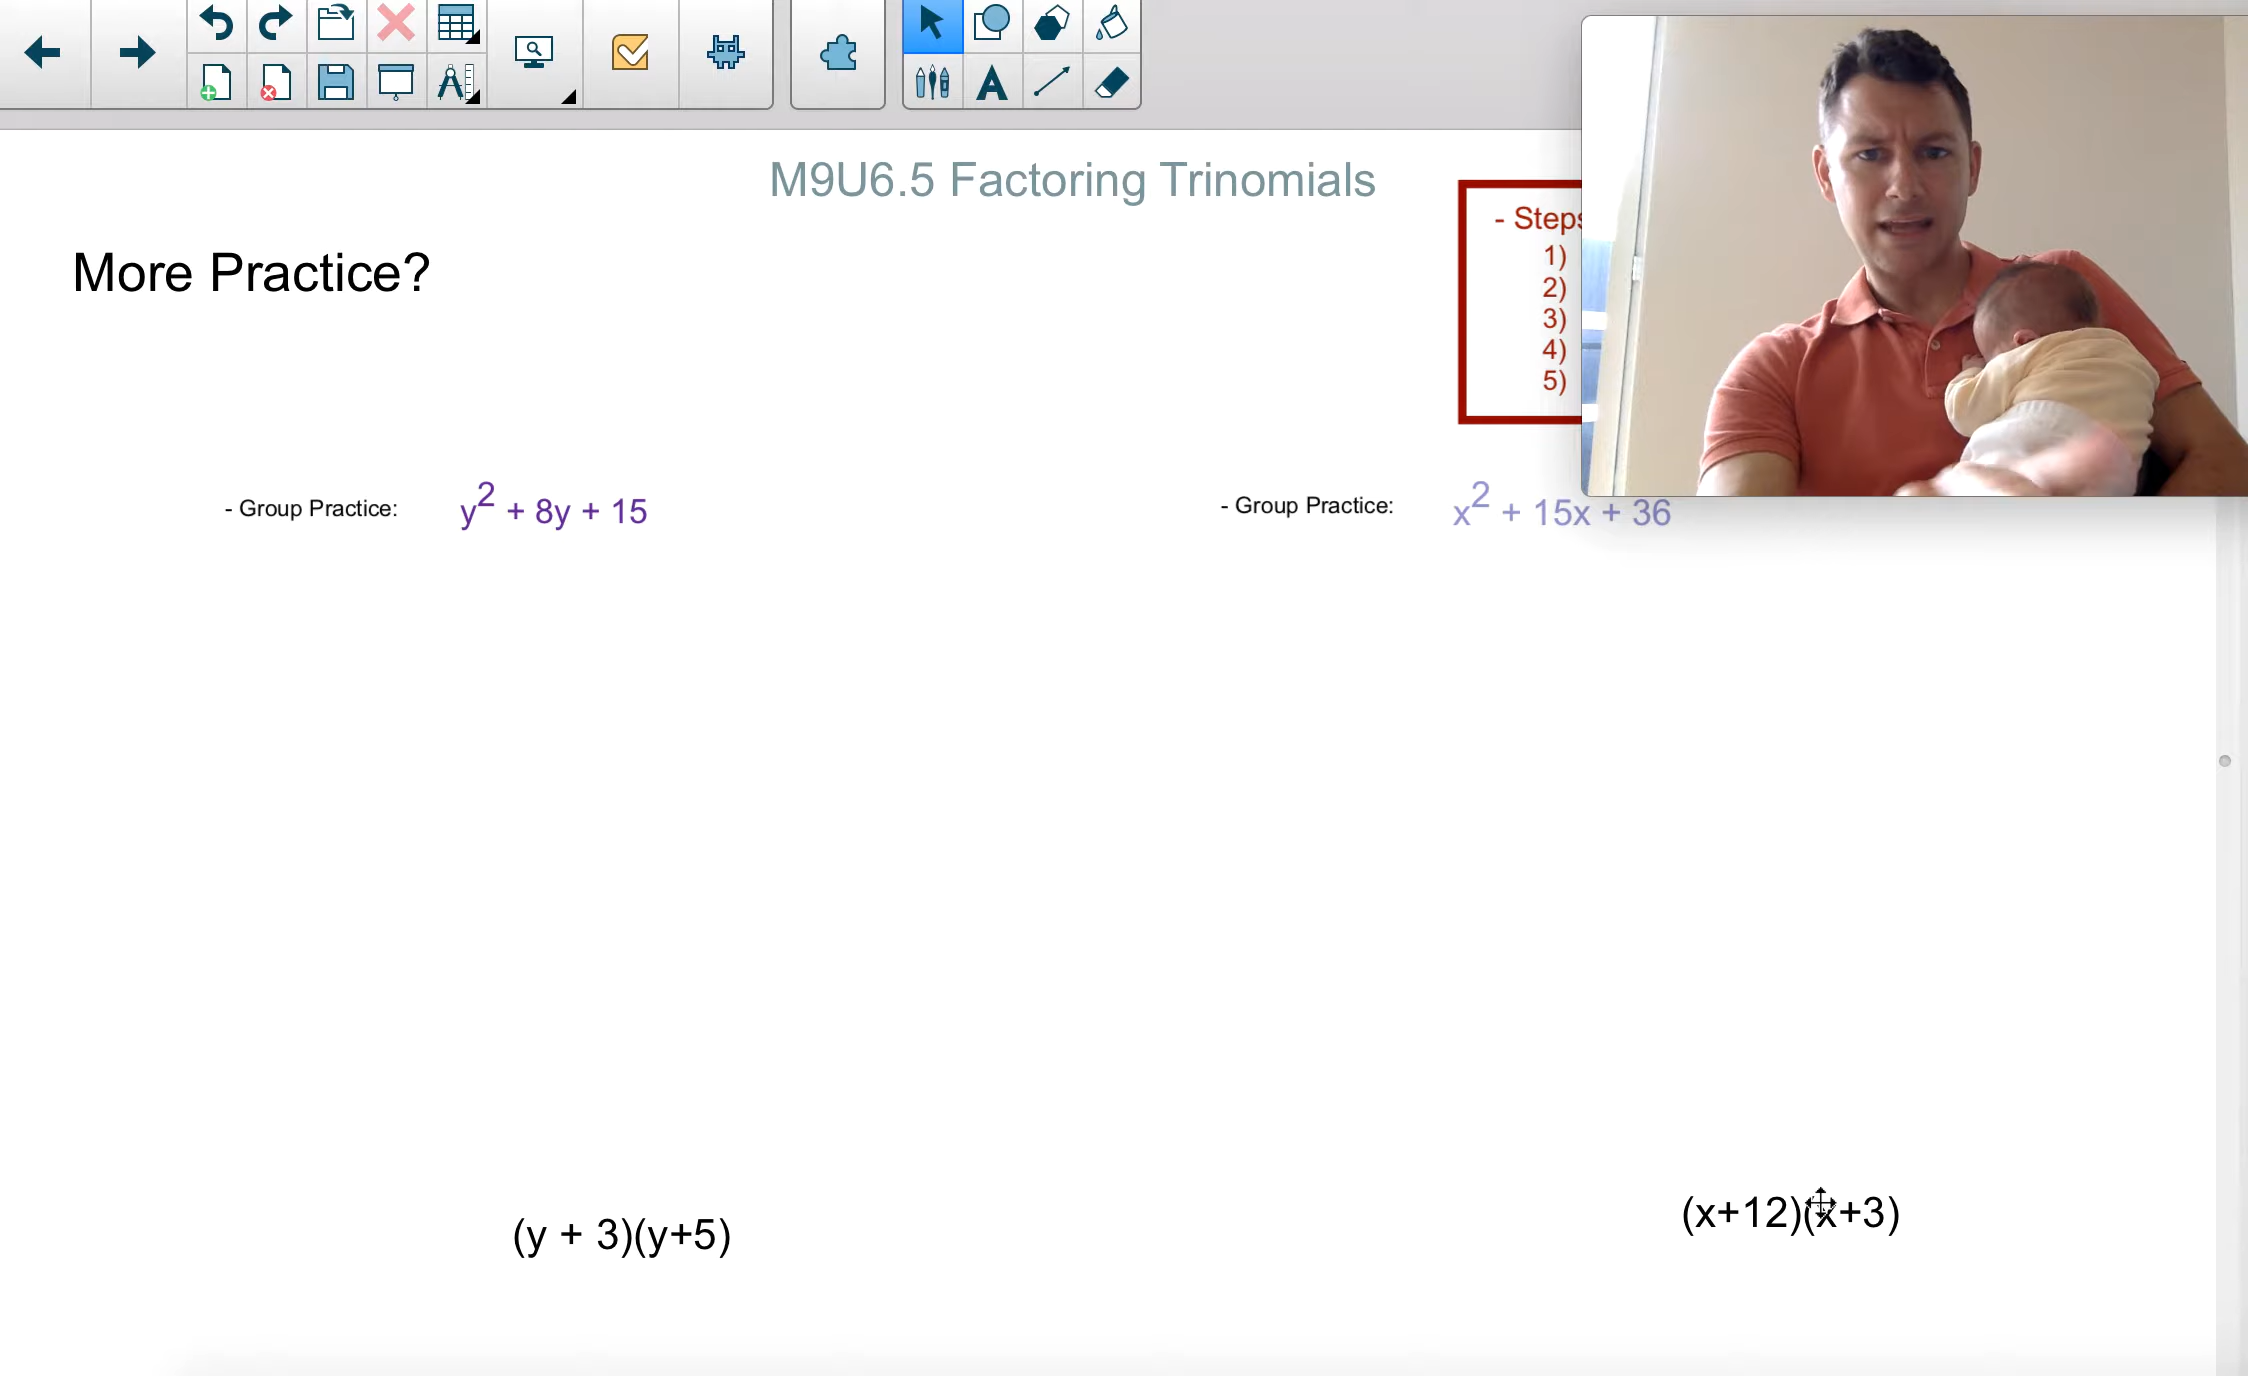 M9U6.5 Factoring Trinomials
More Practice?
- Steps
1)
2)
3)
4)
5)
- Group Practice: y² + 8y + 15
- Group Practice: x² + 15x + 36
(y + 3)(y+5)
(x+12)(x+3)